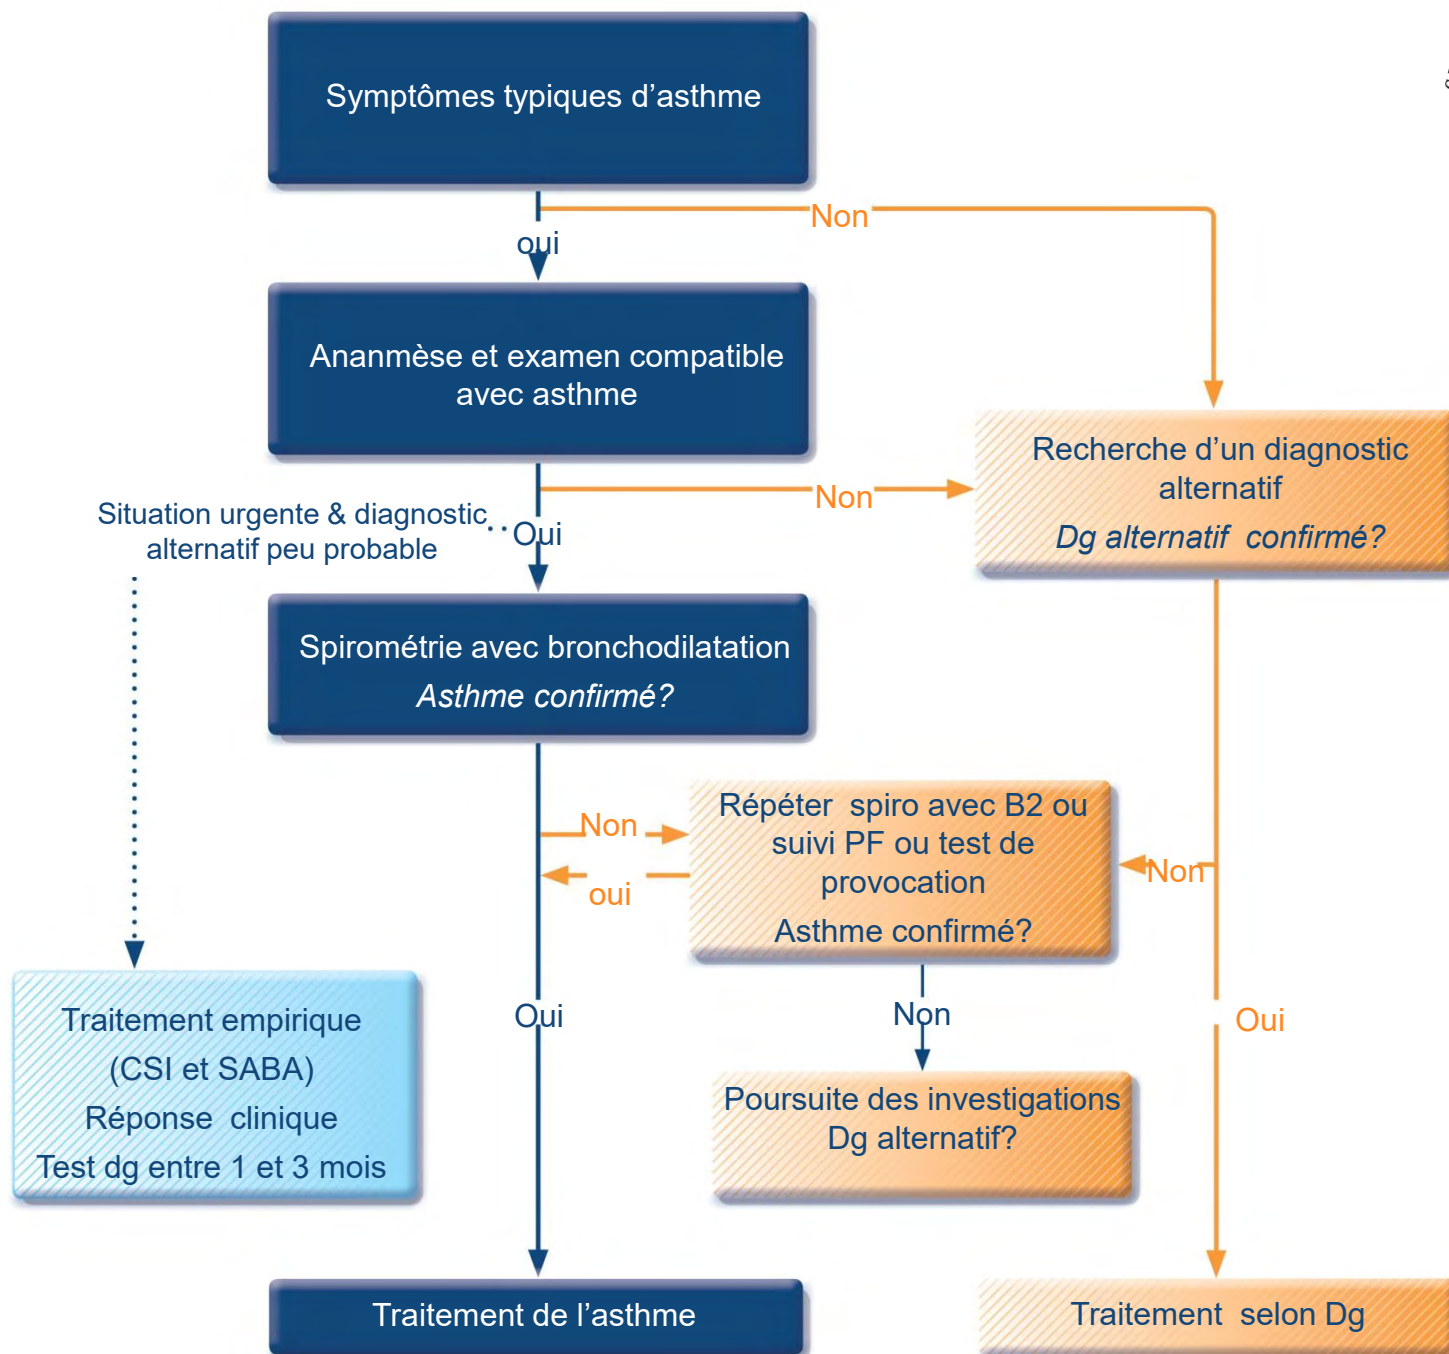 Symptômes typiques d’asthme
Non
oui
Ananmèse et examen compatible
avec asthme
Recherche d’un diagnostic
alternatif
Dg alternatif confirmé?
Non
Situation urgente & diagnostic
alternatif peu probable
Oui
Spirométrie avec bronchodilatation
Asthme confirmé?
Répéter spiro avec B2 ou
suivi PF ou test de
provocation
Asthme confirmé?
Non
oui
Non
Traitement empirique
(CSI et SABA)
Réponse clinique
Test dg entre 1 et 3 mois
Oui
Non
Oui
Poursuite des investigations
Dg alternatif?
Traitement de l’asthme
Traitement selon Dg